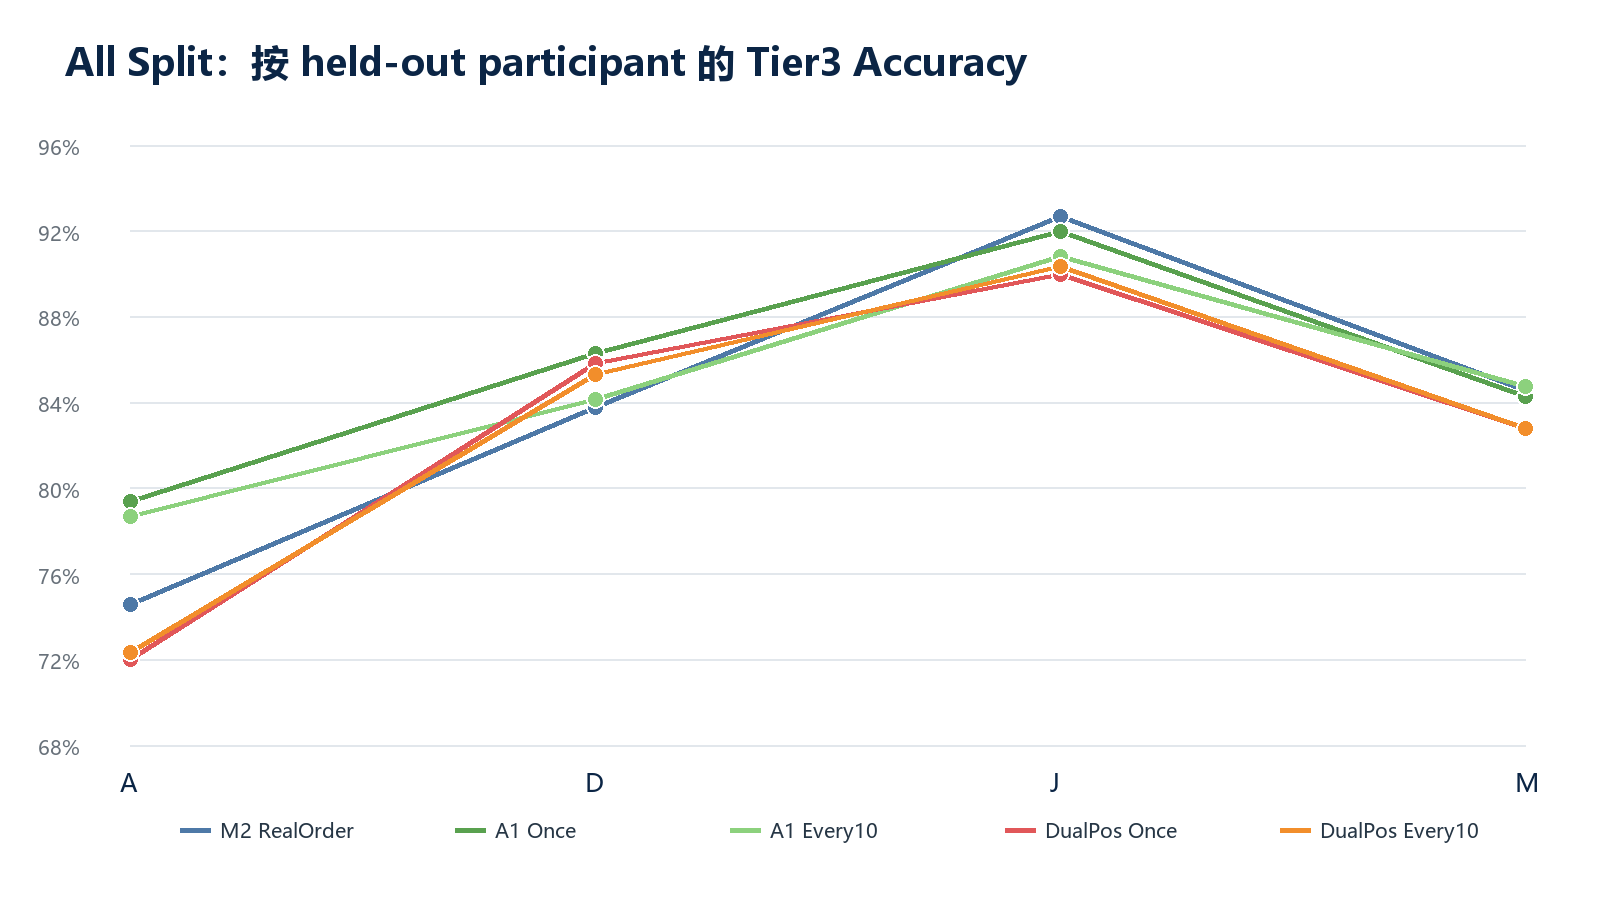 All Split：按 held-out participant 的 Tier3 Accuracy
96%
92%
88%
84%
80%
76%
72%
68%
A D J M
M2 RealOrder A1 Once A1 Every10 DualPos Once DualPos Every10